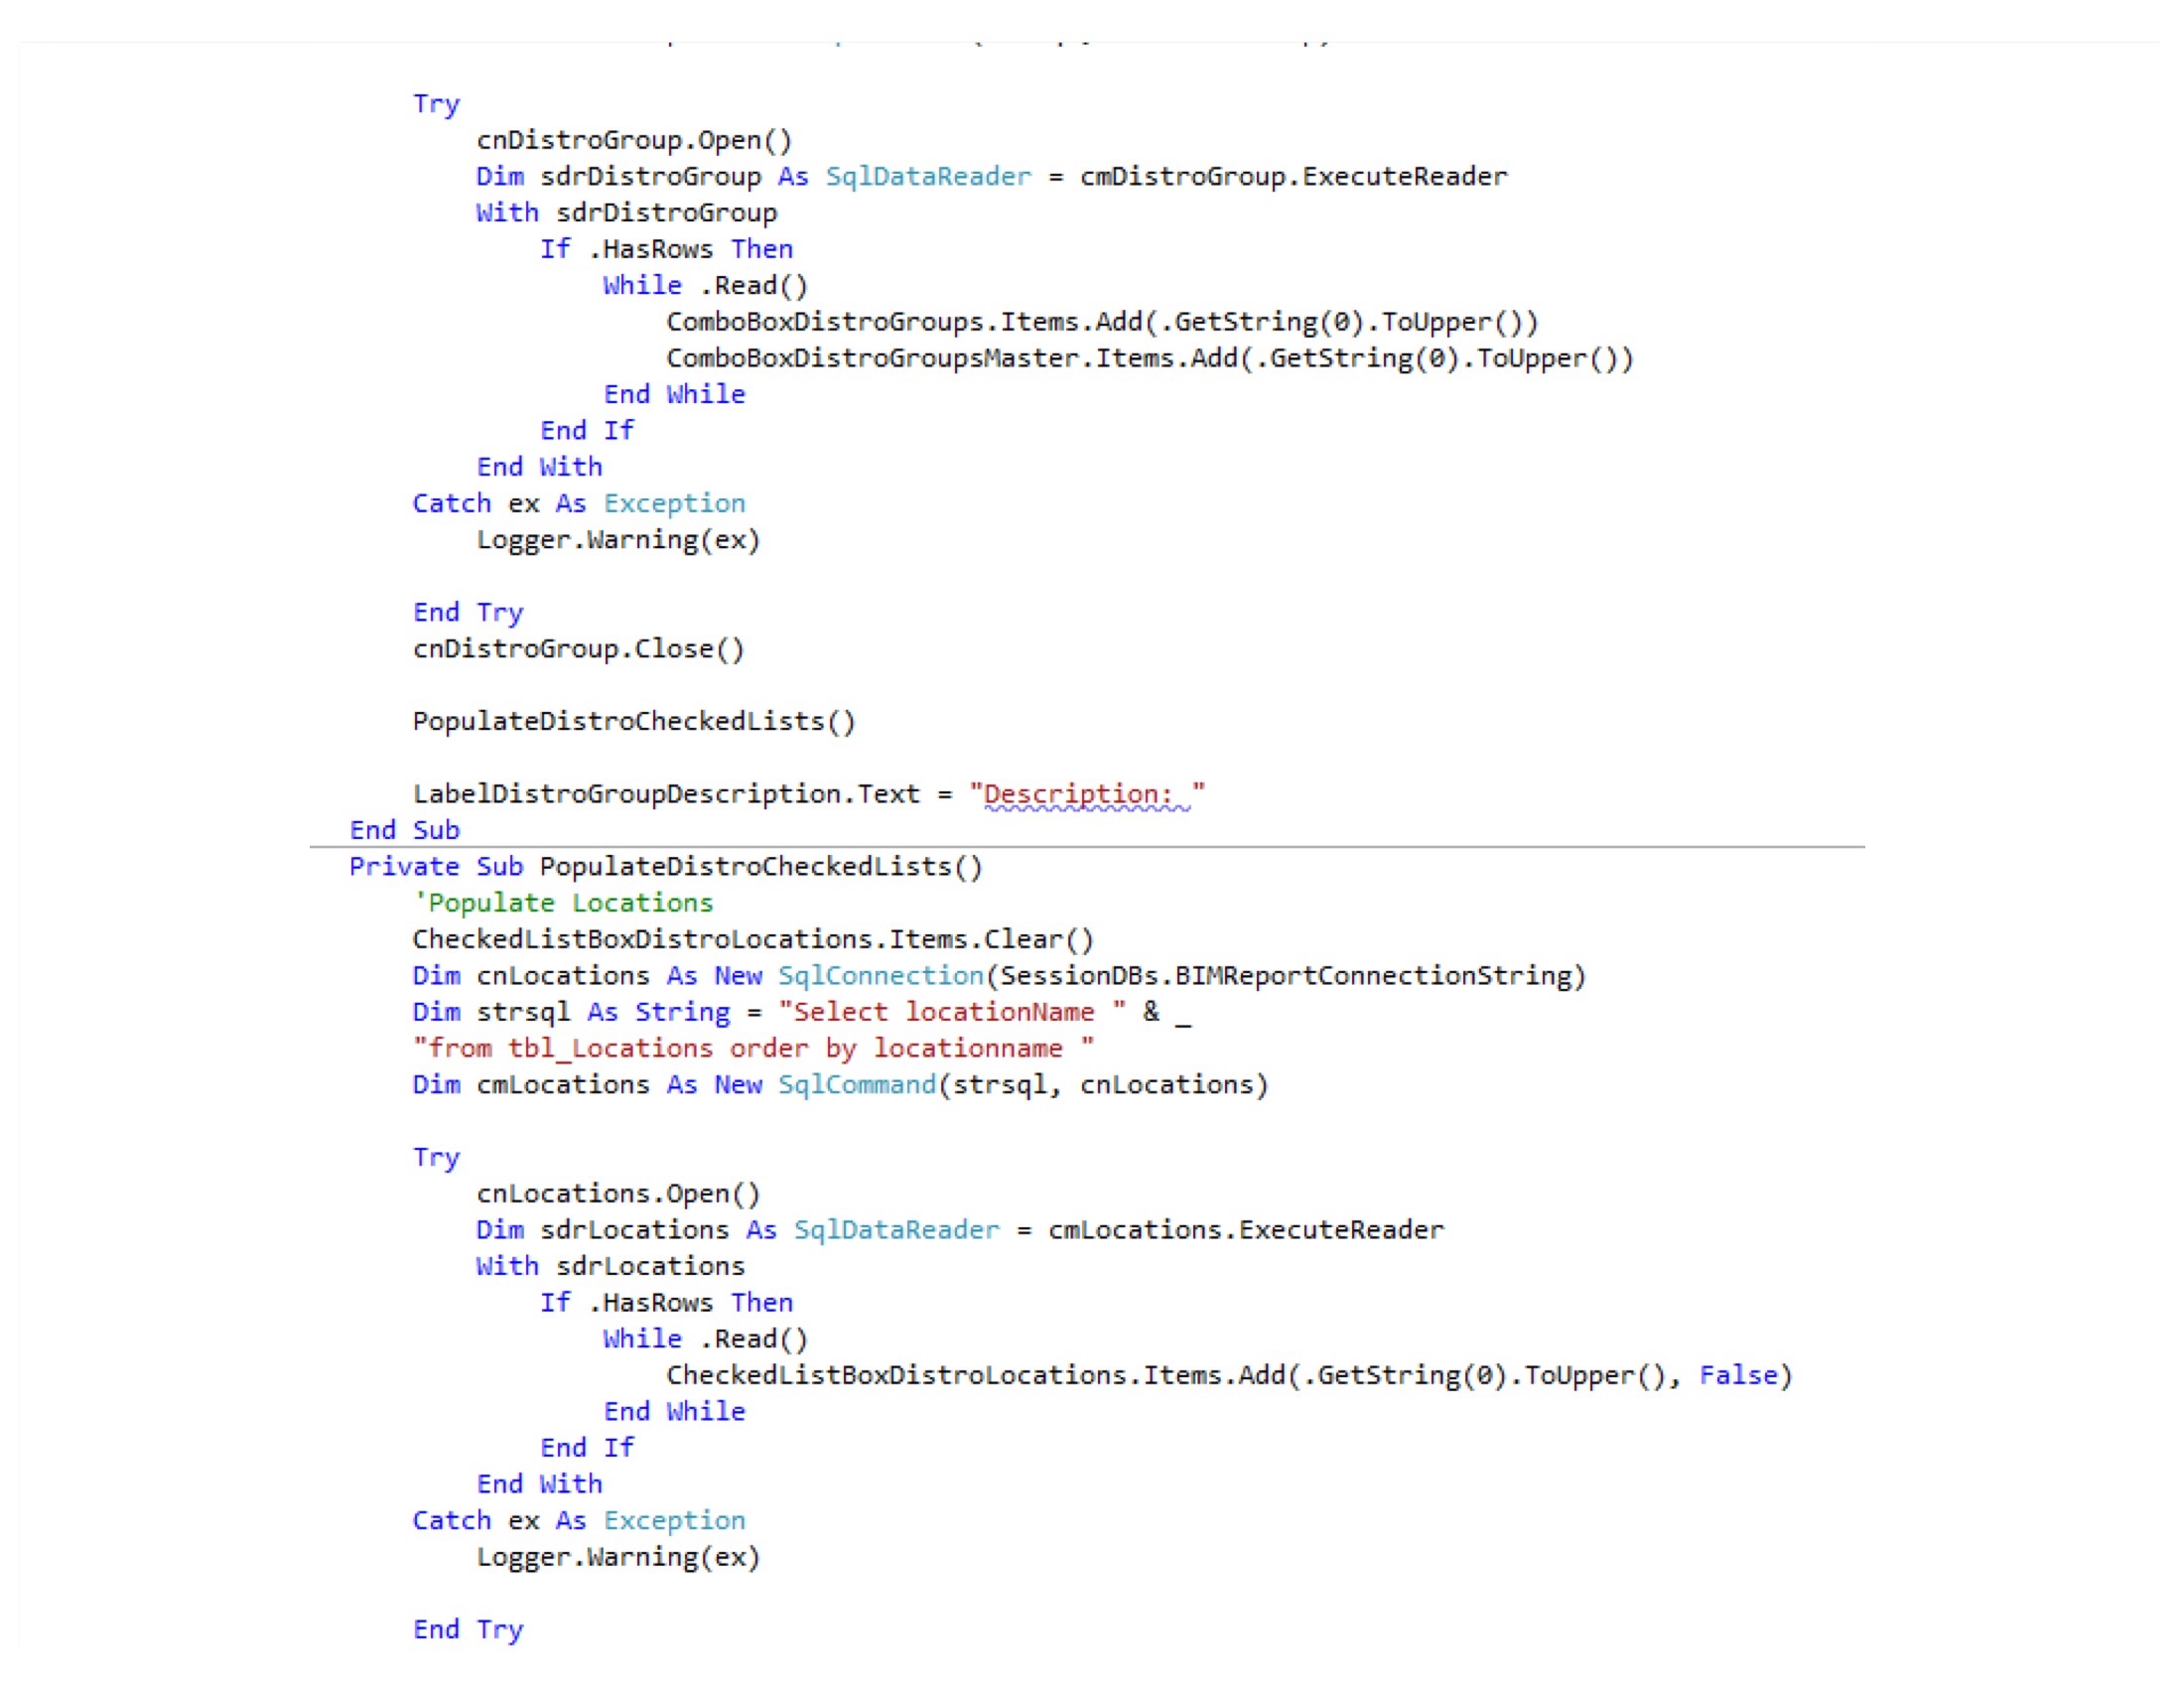 Try
cnDistroGroup.Open()
Dim sdrDistroGroup As SqlDataReader = cmDistroGroup.ExecuteReader
With sdrDistroGroup
If .HasRows Then
While .Read()
ComboBoxDistroGroups.Items.Add(.GetString(0).ToUpper())
ComboBoxDistroGroupsMaster.Items.Add(.GetString(0).ToUpper())
End While
End If
End With
Catch ex As Exception
Logger.Warning(ex)
End Try
cnDistroGroup.Close()
PopulateDistroCheckedLists()
LabelDistroGroupDescription.Text = "Description: "
End Sub
Private Sub PopulateDistroCheckedLists()
'Populate Locations
CheckedListBoxDistroLocations.Items.Clear()
Dim cnLocations As New SqlConnection(SessionDBs.BIMReportConnectionString)
Dim strsql As String = "Select locationName " & _
"from tbl_Locations order by locationname "
Dim cmLocations As New SqlCommand(strsql, cnLocations)
Try
cnLocations.Open()
Dim sdrLocations As SqlDataReader = cmLocations.ExecuteReader
With sdrLocations
If .HasRows Then
While .Read()
CheckedListBoxDistroLocations.Items.Add(.GetString(0).ToUpper(), False)
End While
End If
End With
Catch ex As Exception
Logger.Warning(ex)
End Try